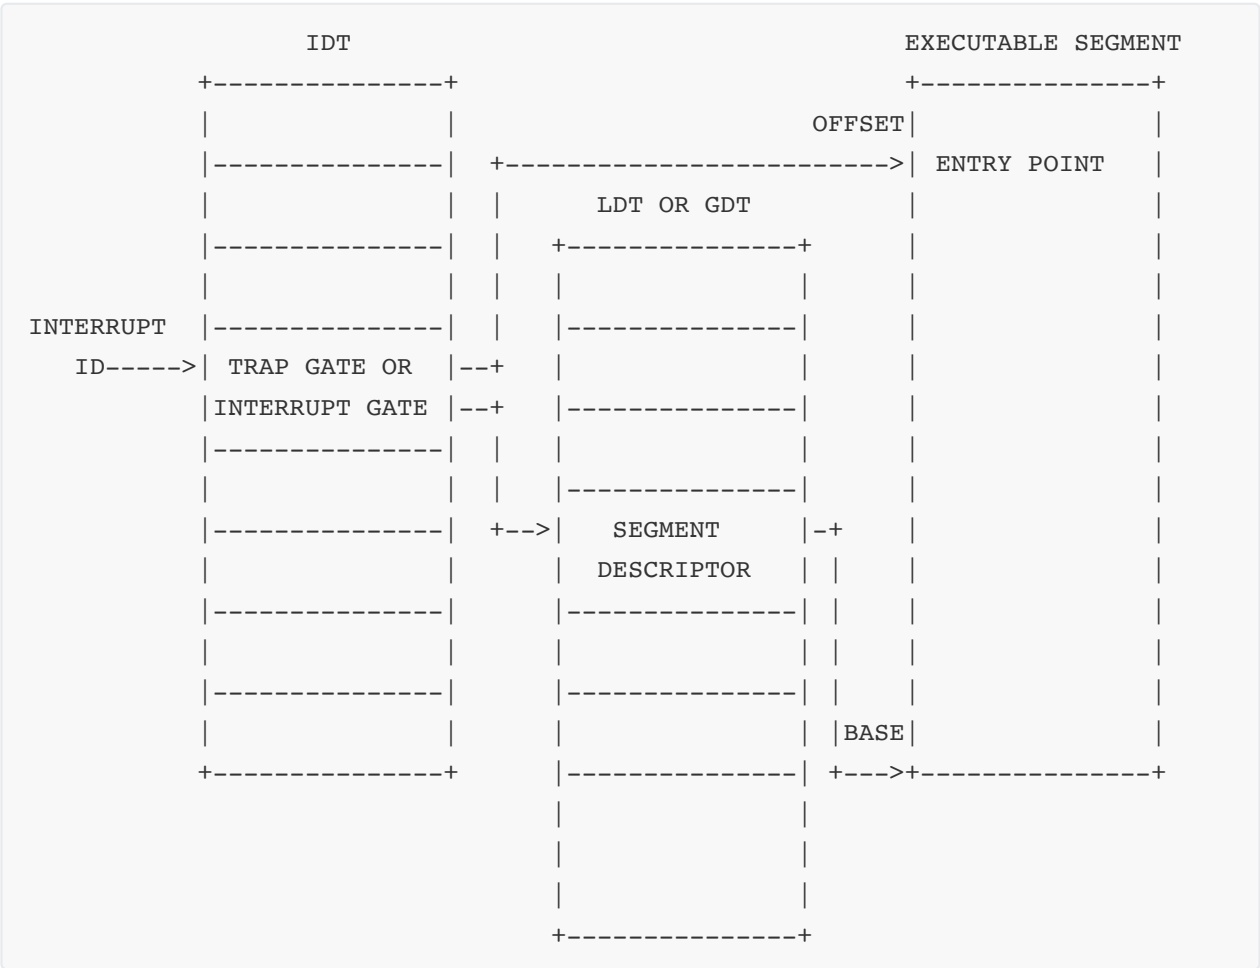 IDT                                    EXECUTABLE SEGMENT
           +---------------+                             +---------------+
           |               |                       OFFSET|               |
           |---------------|  +------------------------->| ENTRY POINT   |
           |               |  |      LDT OR GDT          |               |
           |---------------|  |   +---------------+      |               |
           |               |  |   |               |      |               |
INTERRUPT  |---------------|  |   |---------------|      |               |
   ID----->| TRAP GATE OR  |--+   |               |      |               |
           |INTERRUPT GATE |--+   |---------------|      |               |
           |---------------|  |   |               |      |               |
           |               |  |   |---------------|      |               |
           |---------------|  +-->|   SEGMENT     |-+    |               |
           |               |      |  DESCRIPTOR   | |    |               |
           |---------------|      |---------------| |    |               |
           |               |      |               | |    |               |
           |---------------|      |---------------| |    |               |
           |               |      |               | |BASE|               |
           +---------------+      |---------------| +--->+---------------+
                                  |               |
                                  |               |
                                  |               |
                                  +---------------+